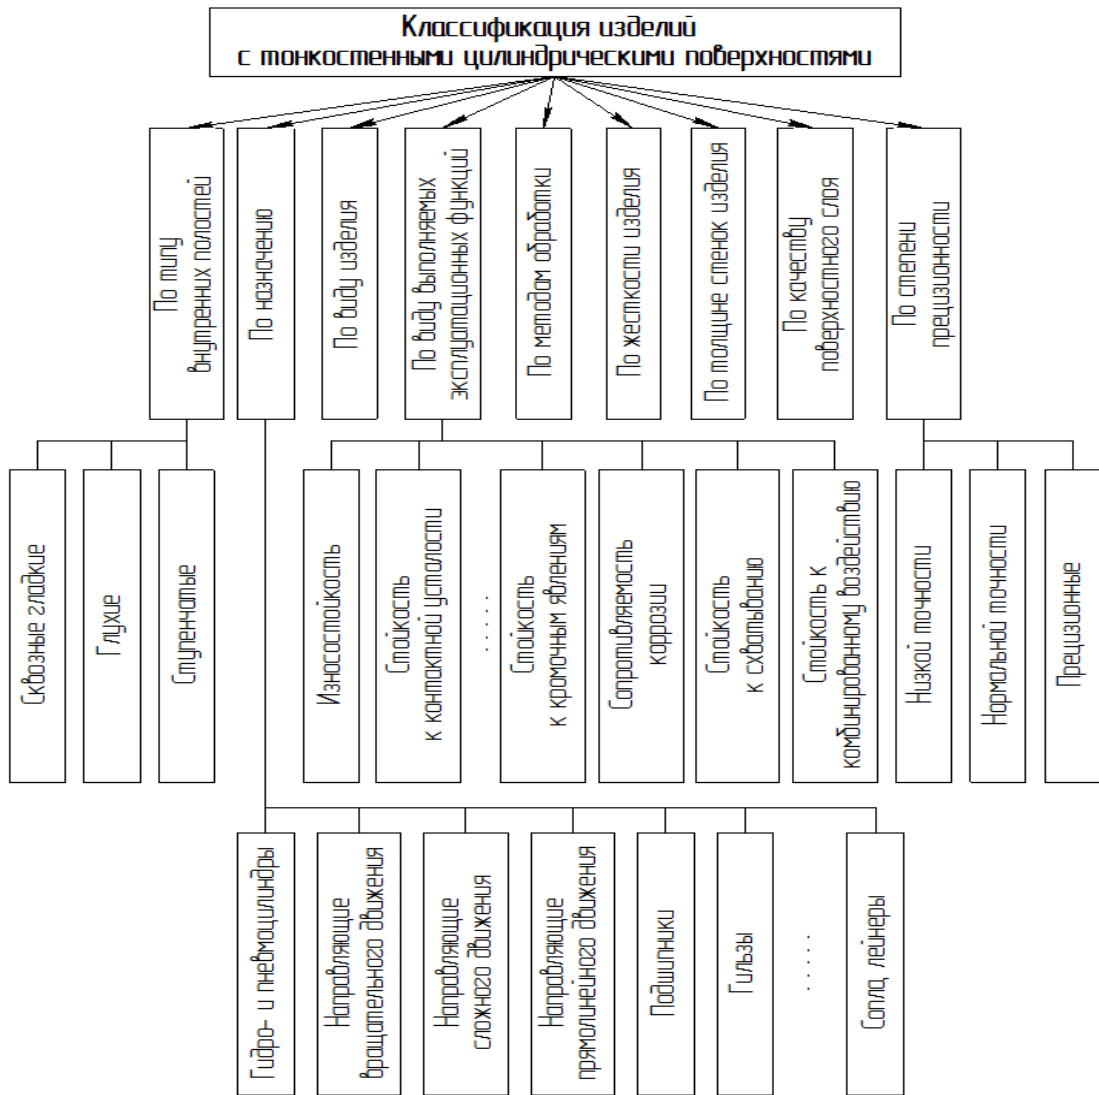 Классификация изделий
с тонкостенными цилиндрическими поверхностями
По типу
внутренних полостей
По назначению
По виду изделия
По виду выполняемых
эксплуатационных функций
По методам обработки
По жесткости изделия
По толщине стенок изделия
По качеству
поверхностного слоя
По степени
прецизионности
Сквозные гладкие
Глухие
Ступенчатые
Износостойкость
Стойкость
к контактной усталости
. . . . . .
Стойкость
к кромочным явлениям
Сопротивляемость
коррозии
Стойкость
к схватыванию
Стойкость к
комбинированному воздействию
Низкой точности
Нормальной точности
Прецизионные
Гидро- и пневмоцилиндры
Направляющие
вращательного движения
Направляющие
сложного движения
Направляющие
прямолинейного движения
Подшипники
Гильзы
. . . . .
Сопла, лейнеры